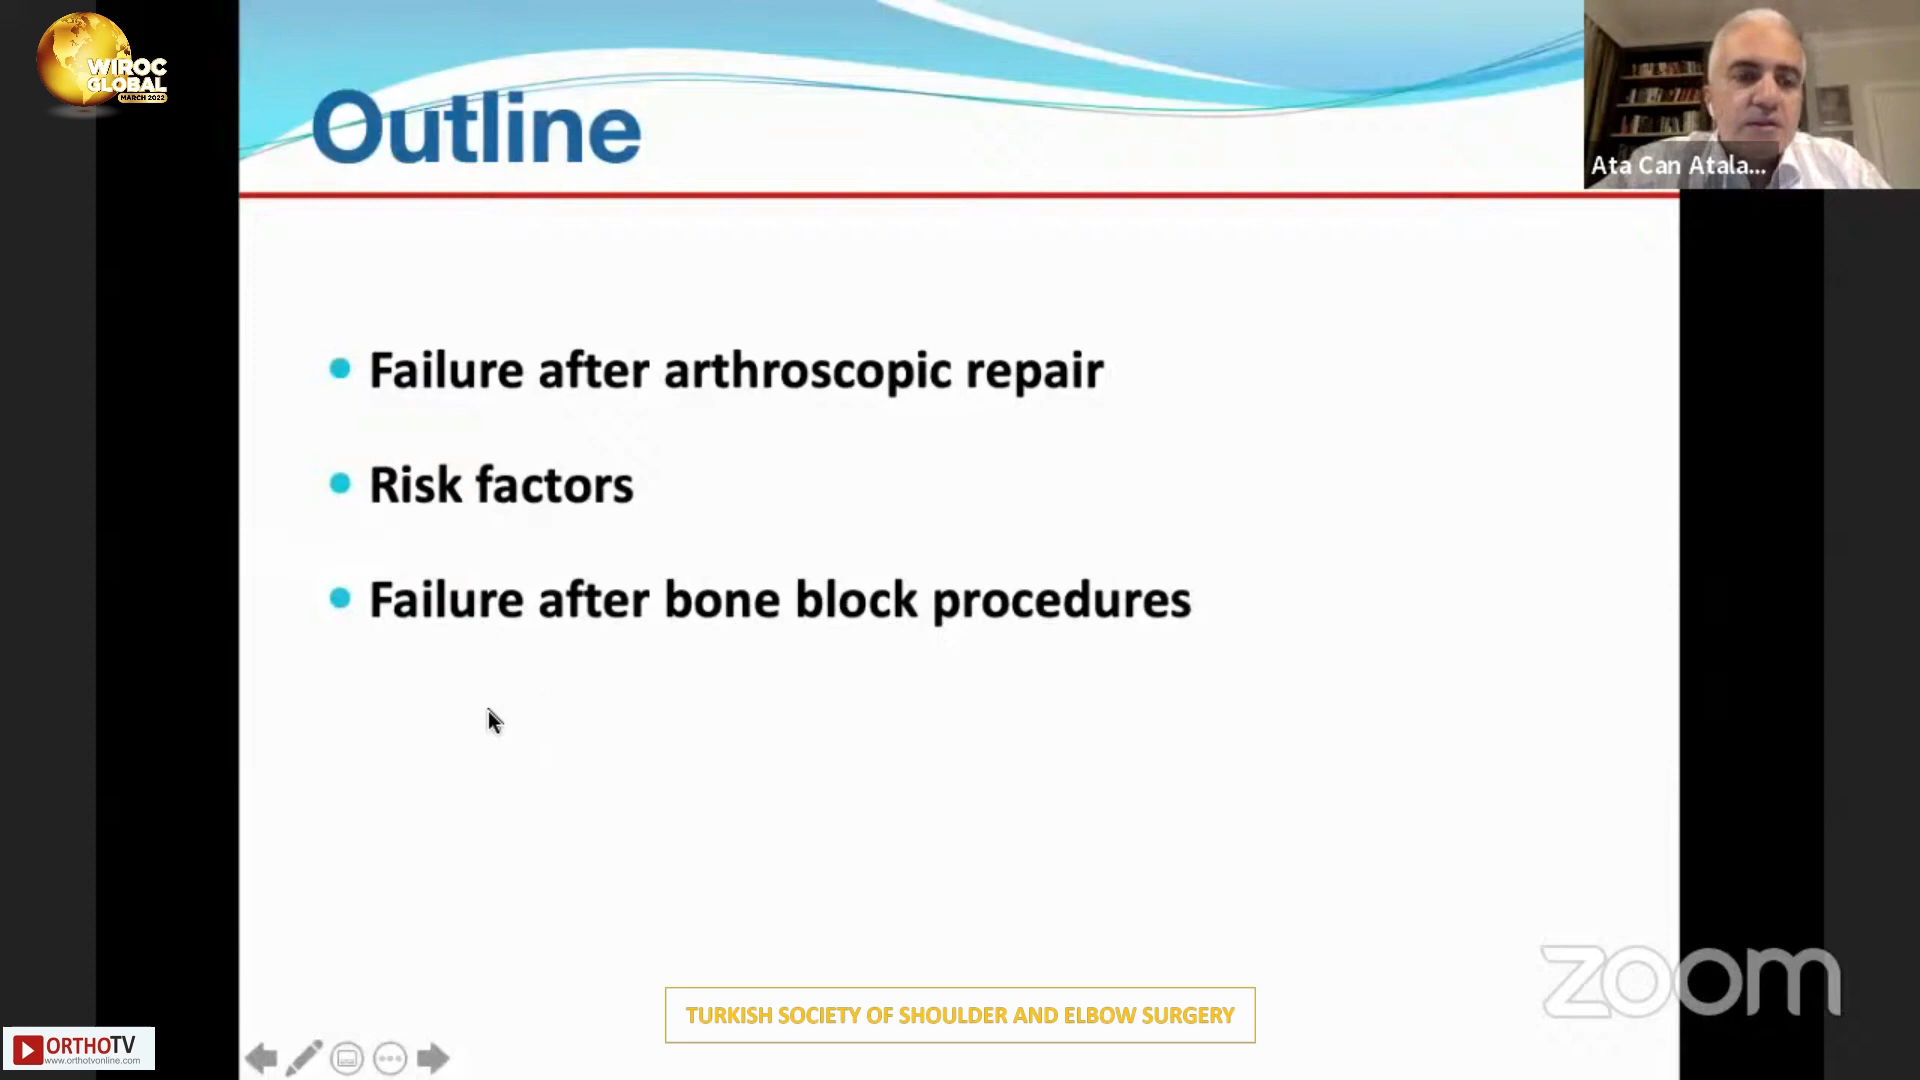 WIROC
GLOBAL
MARCH 2022
Outline
Ata Can Atala...
• Failure after arthroscopic repair
• Risk factors
• Failure after bone block procedures
zoom
TURKISH SOCIETY OF SHOULDER AND ELBOW SURGERY
ORTHOTV
www.orthotvonline.com